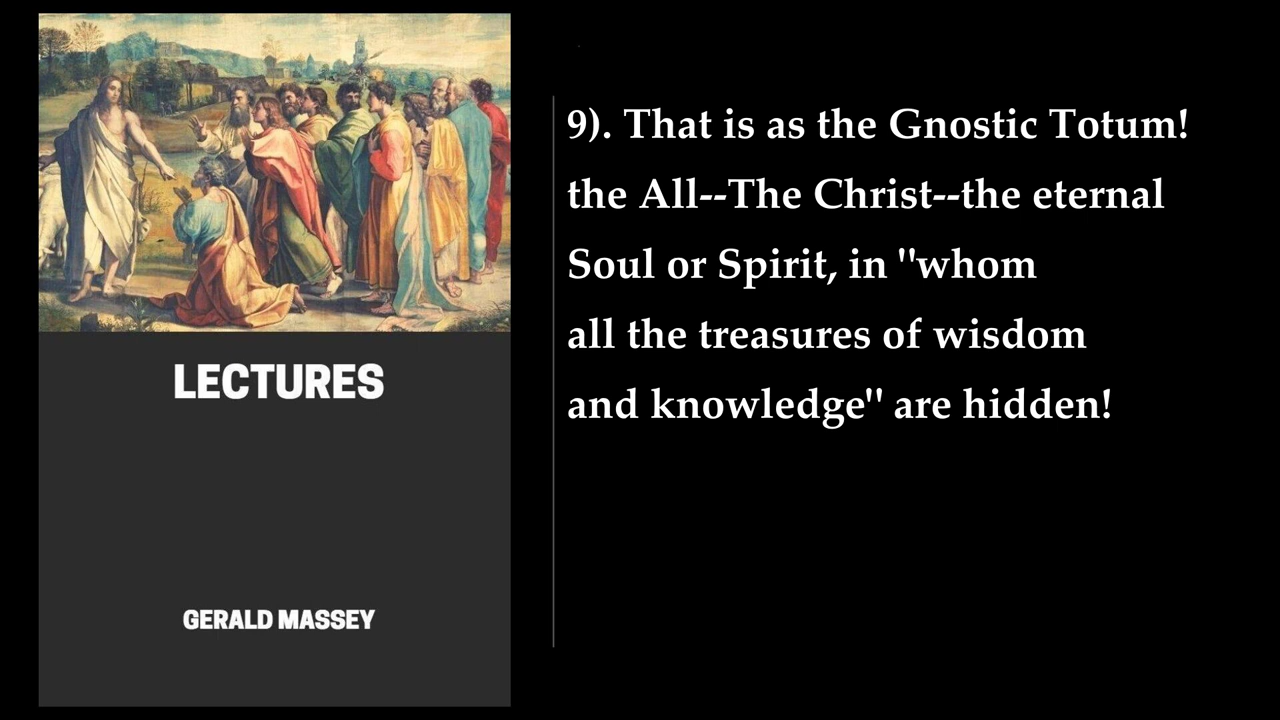 LECTURES
GERALD MASSEY
9). That is as the Gnostic Totum!
the All--The Christ--the eternal
Soul or Spirit, in "whom
all the treasures of wisdom
and knowledge" are hidden!